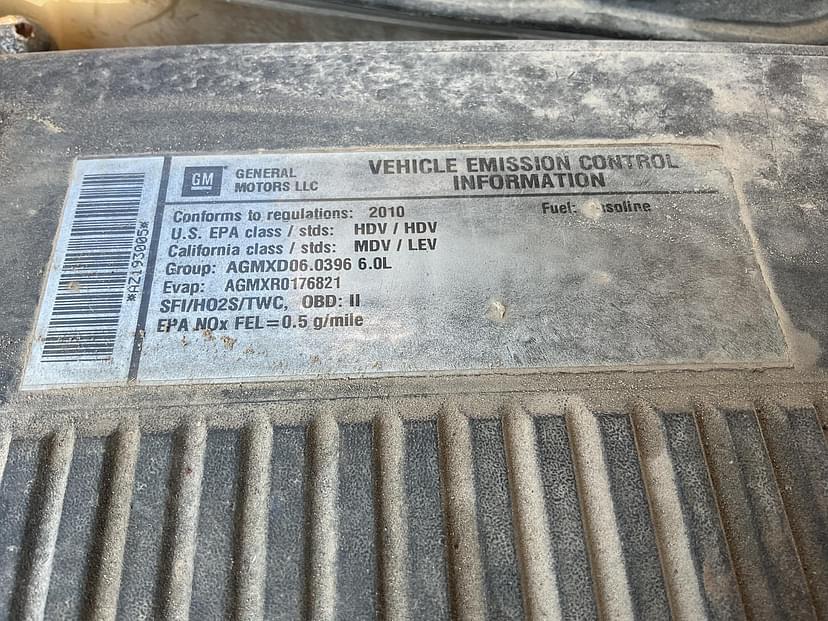 GM
GENERAL
MOTORS LLC
VEHICLE EMISSION CONTROL
INFORMATION
Conforms to regulations: 2010
Fuel:
U.S. EPA class / stds: HDV / HDV
California class / stds: MDV / LEV
Group: AGMXD06.0396 6.0L
Evap: AGMXR0176821
SFI/HO2S/TWC, OBD: II
EPA NOx FEL=0.5 g/mile
*AZ193005*